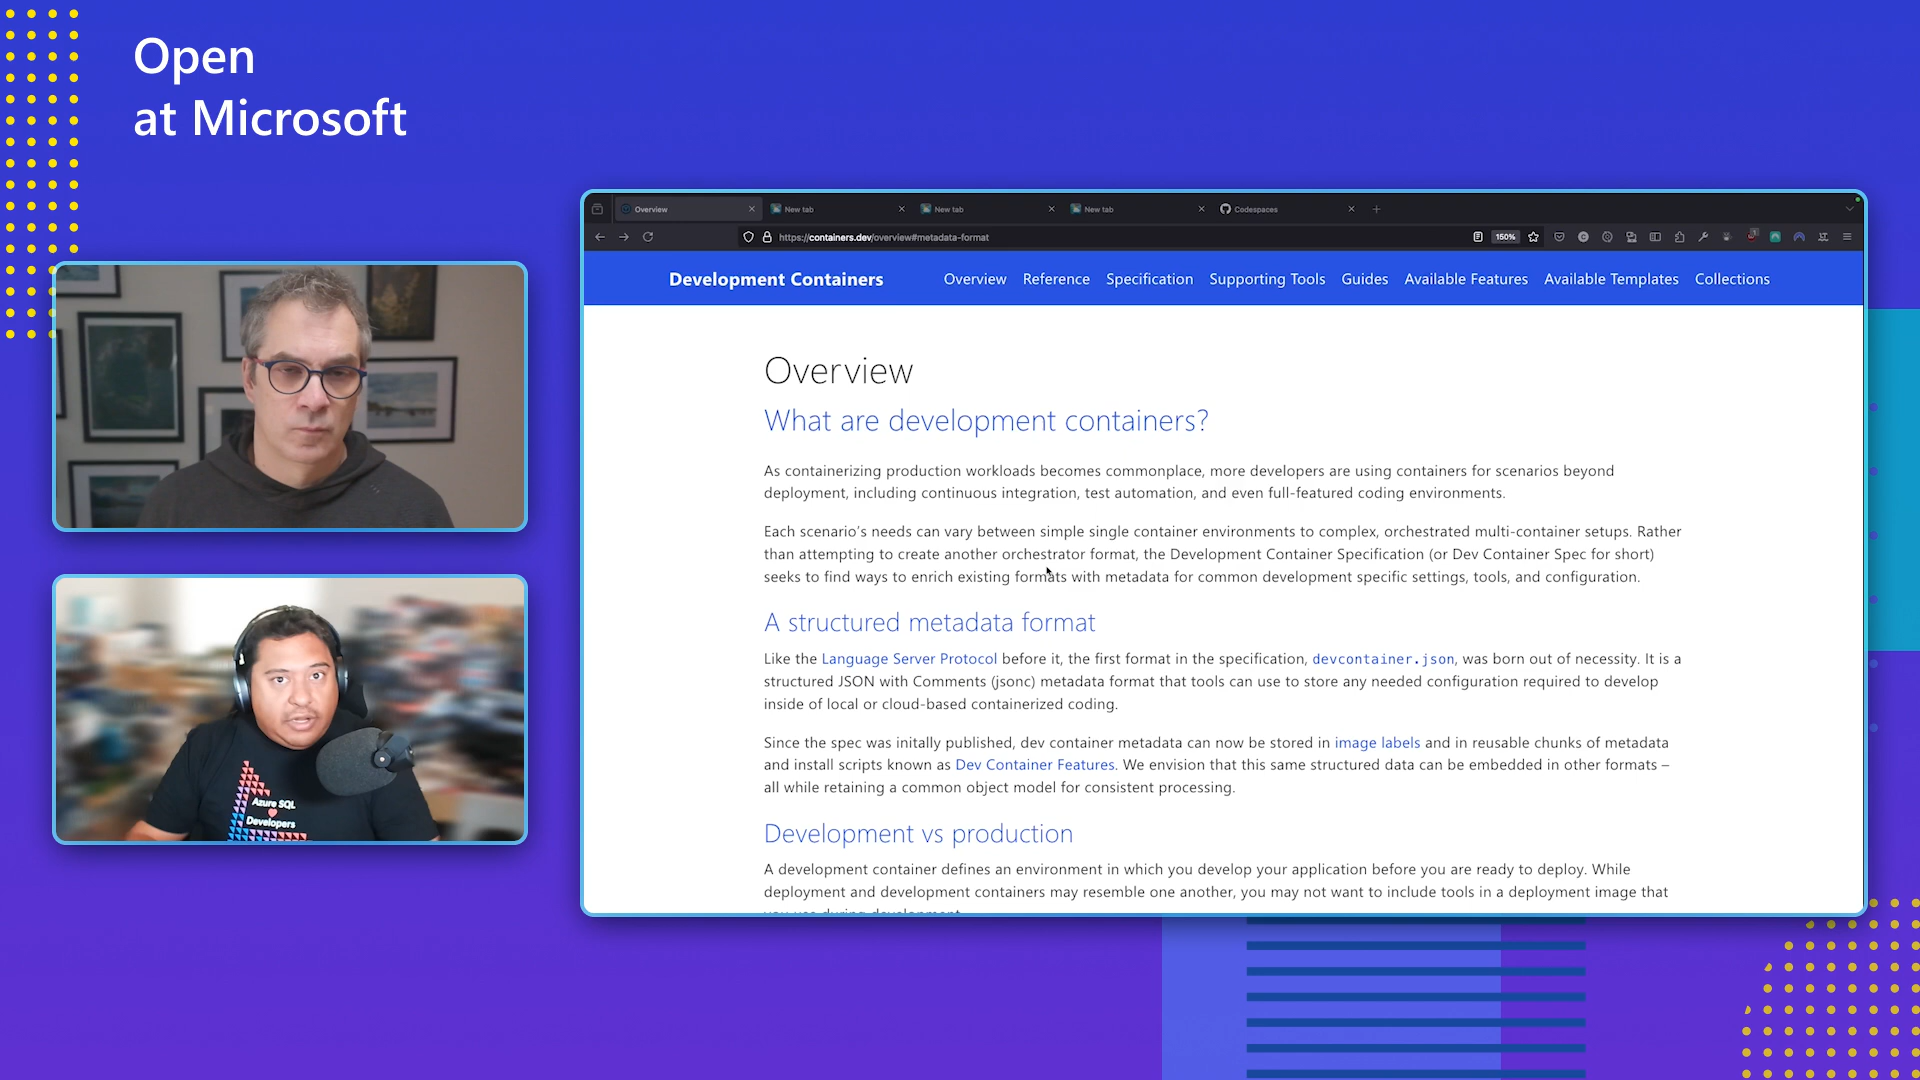 Open
at Microsoft
Overview
New tab
New tab
New tab
Codespaces
https://containers.dev/overview#metadata-format
150%
Development Containers
Overview Reference Specification Supporting Tools Guides Available Features Available Templates Collections
Overview
What are development containers?
As containerizing production workloads becomes commonplace, more developers are using containers for scenarios beyond
deployment, including continuous integration, test automation, and even full-featured coding environments.
Each scenario's needs can vary between simple single container environments to complex, orchestrated multi-container setups. Rather
than attempting to create another orchestrator format, the Development Container Specification (or Dev Container Spec for short)
seeks to find ways to enrich existing formats with metadata for common development specific settings, tools, and configuration.
A structured metadata format
Like the Language Server Protocol before it, the first format in the specification, devcontainer.json, was born out of necessity. It is a
structured JSON with Comments (jsonc) metadata format that tools can use to store any needed configuration required to develop
inside of local or cloud-based containerized coding.
Since the spec was initally published, dev container metadata can now be stored in image labels and in reusable chunks of metadata
and install scripts known as Dev Container Features. We envision that this same structured data can be embedded in other formats –
all while retaining a common object model for consistent processing.
Development vs production
A development container defines an environment in which you develop your application before you are ready to deploy. While
deployment and development containers may resemble one another, you may not want to include tools in a deployment image that
Azure SQL
Developers